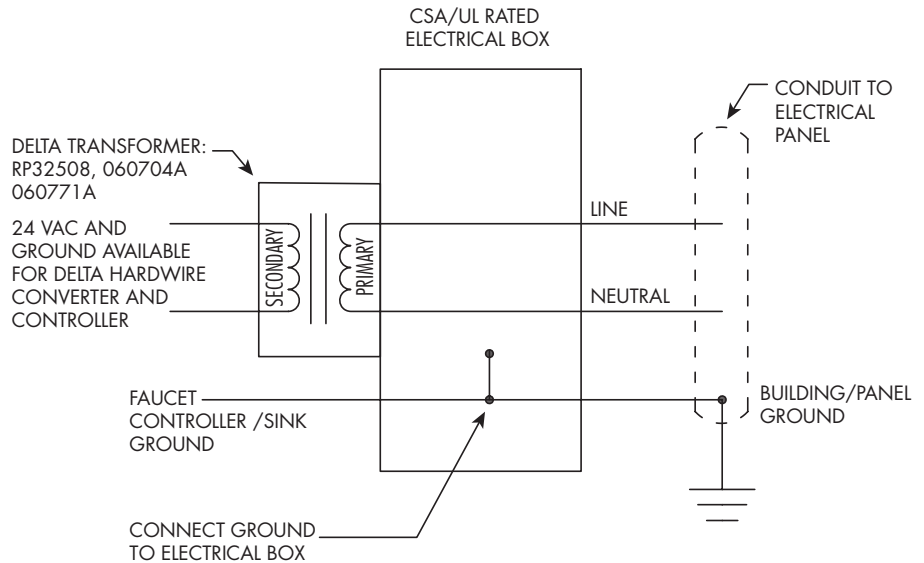 CSA/UL RATED
ELECTRICAL BOX
CONDUIT TO
ELECTRICAL
PANEL
DELTA TRANSFORMER:
RP32508, 060704A
060771A
24 VAC AND
GROUND AVAILABLE
FOR DELTA HARDWIRE
CONVERTER AND
CONTROLLER
SECONDARY
PRIMARY
LINE
NEUTRAL
FAUCET
CONTROLLER /SINK
GROUND
BUILDING/PANEL
GROUND
CONNECT GROUND
TO ELECTRICAL BOX